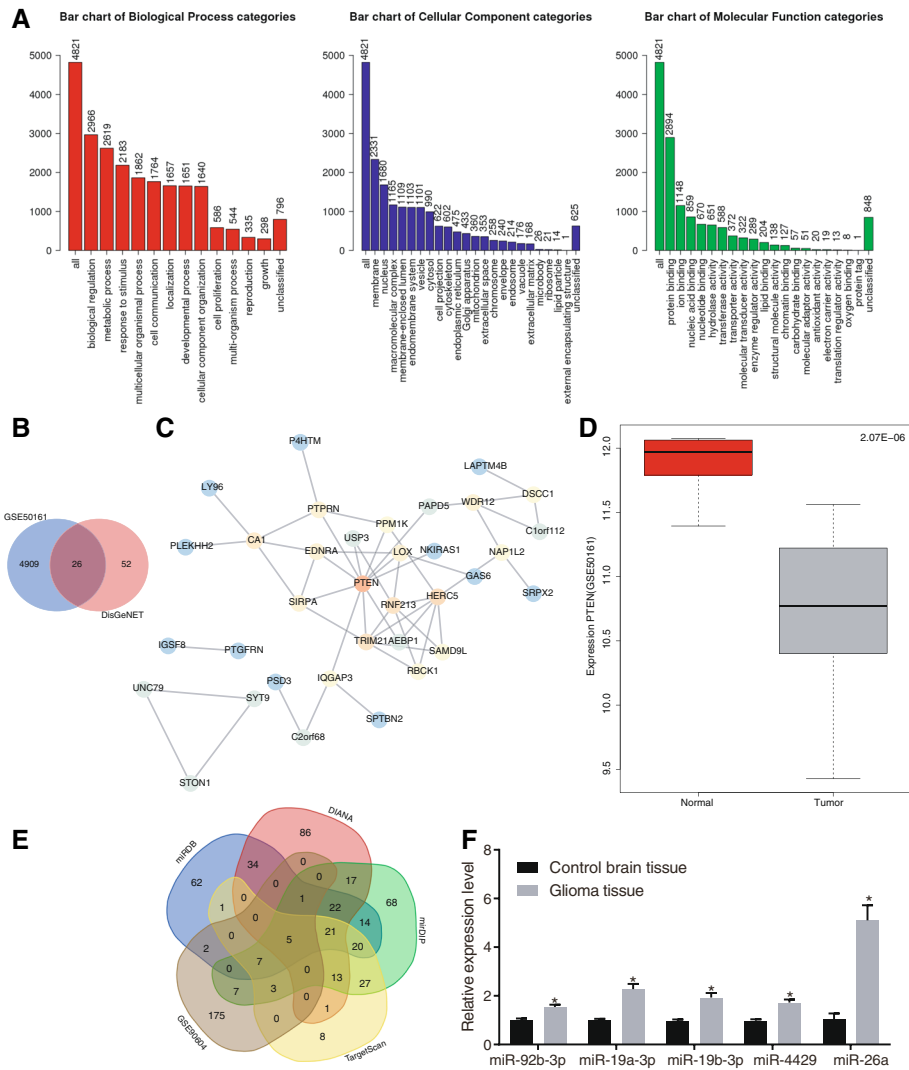 A
Bar chart of Biological Process categories
5000
4000
3000
2000
1000
0
4821
2966
2619
2183
1862
1764
1657
1651
1640
586
544
335
298
796
all
biological regulation
metabolic process
response to stimulus
multicellular organismal process
cell communication
localization
developmental process
cellular component organization
cell proliferation
multi-organism process
reproduction
growth
unclassified
Bar chart of Cellular Component categories
5000
4000
3000
2000
1000
0
4821
2331
1680
1165
1109
1103
1101
990
622
602
475
433
360
353
258
240
214
176
168
26
21
14
1
625
all
membrane
nucleus
macromolecular complex
membrane-enclosed lumen
endomembrane system
vesicle
cytosol
cell projection
cytoskeleton
endoplasmic reticulum
Golgi apparatus
mitochondrion
extracellular space
chromosome
envelope
endosome
vacuole
extracellular matrix
microbody
ribosome
lipid particle
external encapsulating structure
unclassified
Bar chart of Molecular Function categories
5000
4000
3000
2000
1000
0
4821
2894
1148
859
670
651
588
372
322
289
204
138
127
57
51
20
19
13
8
1
848
all
protein binding
ion binding
nucleic acid binding
nucleotide binding
hydrolase activity
transferase activity
transporter activity
molecular transducer activity
enzyme regulator activity
lipid binding
structural molecule activity
chromatin binding
carbohydrate binding
molecular adaptor activity
antioxidant activity
electron carrier activity
translation regulator activity
oxygen binding
protein tag
unclassified
B
GSE50161
4909
26
52
DisGeNET
C
P4HTM
LY96
PLEKHH2
CA1
PTPRN
EDNRA
USP3
PPM1K
LOX
PAPD5
LAPTM4B
WDR12
DSCC1
C1orf112
NKIRAS1
NAP1L2
GAS6
SRPX2
PTEN
SIRPA
RNF213
HERC5
TRIM21
AEBP1
SAMD9L
RBCK1
IGSF8
PTGFRN
PSD3
IQGAP3
SPTBN2
UNC79
SYT9
C2orf68
STON1
D
2.07E-06
Expression PTEN(GSE50161)
12.0
11.5
11.0
10.5
10.0
9.5
Normal
Tumor
E
miRDB
DIANA
mirDIP
TargetScan
GSE90604
86
62
34
0
0
17
68
1
0
1
22
14
0
2
0
5
21
20
0
7
0
13
27
7
3
0
1
175
0
8
F
Relative expression level
8
6
4
2
0
Control brain tissue
Glioma tissue
*
*
*
*
*
miR-92b-3p
miR-19a-3p
miR-19b-3p
miR-4429
miR-26a